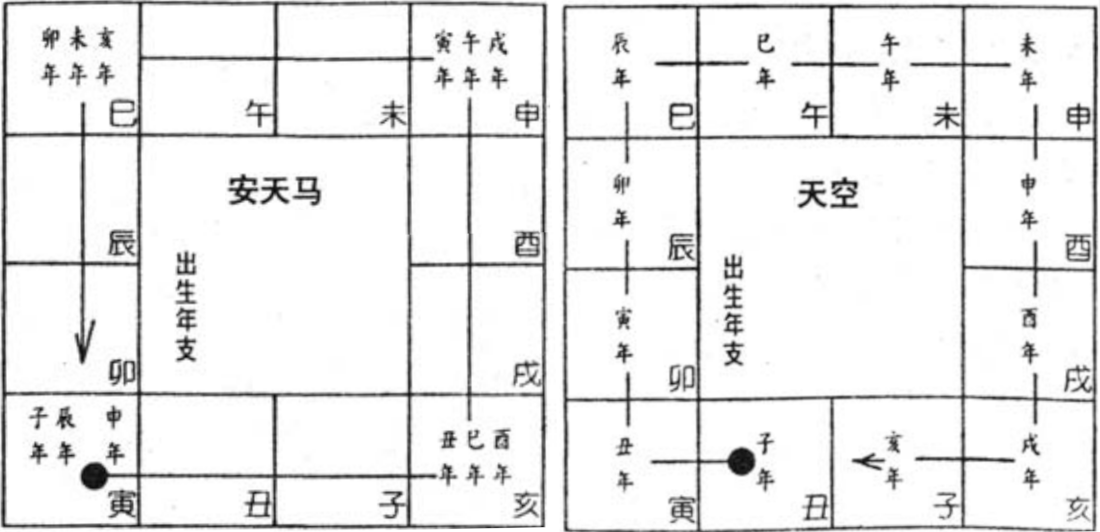 卯未亥
年年年
巳
午
未
寅午戌
年年年
申
辰
安天马
出生年支
酉
卯
戌
子辰 申
年年 年
寅
丑
子
丑巳酉
年年年
亥
辰年
巳
巳年
午
午年
未
未年
申
卯年
辰
天空
出生年支
申年
酉
寅年
卯
酉年
戌
丑年
寅
子年
丑
亥年
子
戌年
亥